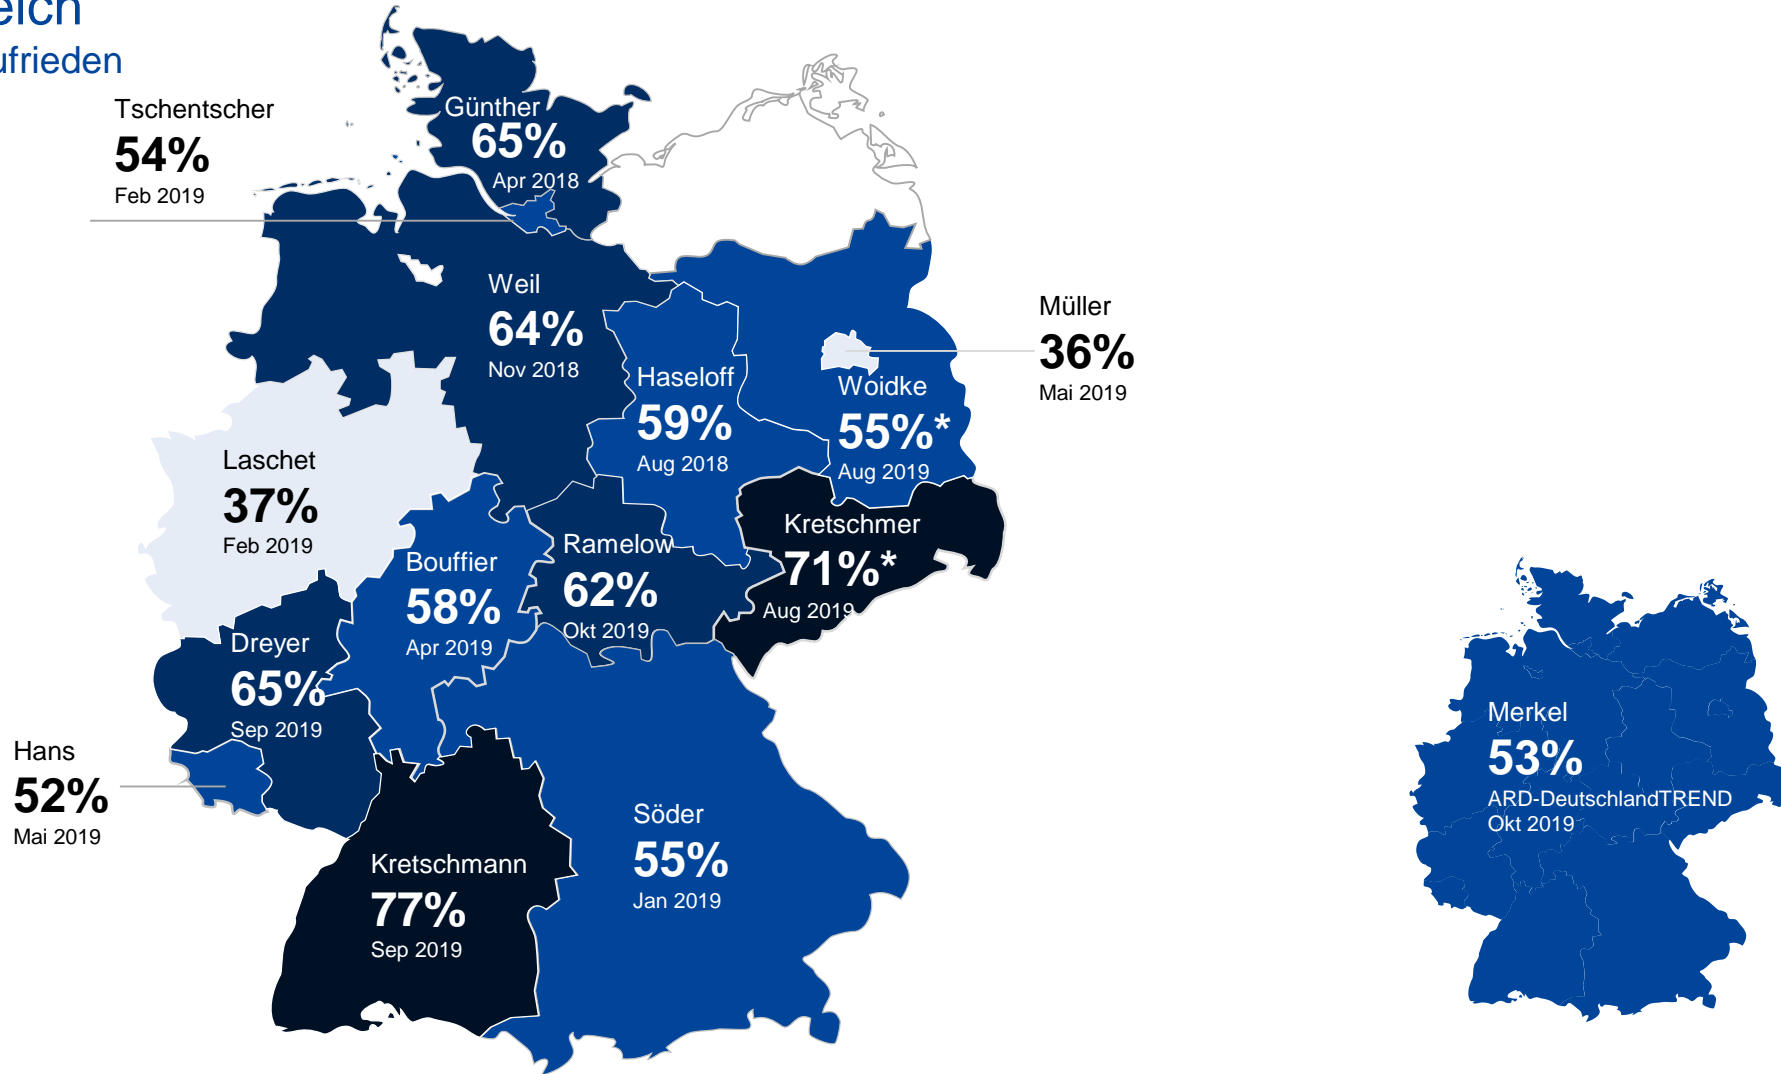 Tschentscher
54%
Feb 2019
Günther
65%
Apr 2018
Weil
64%
Nov 2018
Müller
36%
Mai 2019
Haseloff
59%
Aug 2018
Woidke
55%*
Aug 2019
Laschet
37%
Feb 2019
Kretschmer
71%*
Aug 2019
Ramelow
62%
Okt 2019
Bouffier
58%
Apr 2019
Dreyer
65%
Sep 2019
Hans
52%
Mai 2019
Söder
55%
Jan 2019
Kretschmann
77%
Sep 2019
Merkel
53%
ARD-DeutschlandTREND
Okt 2019